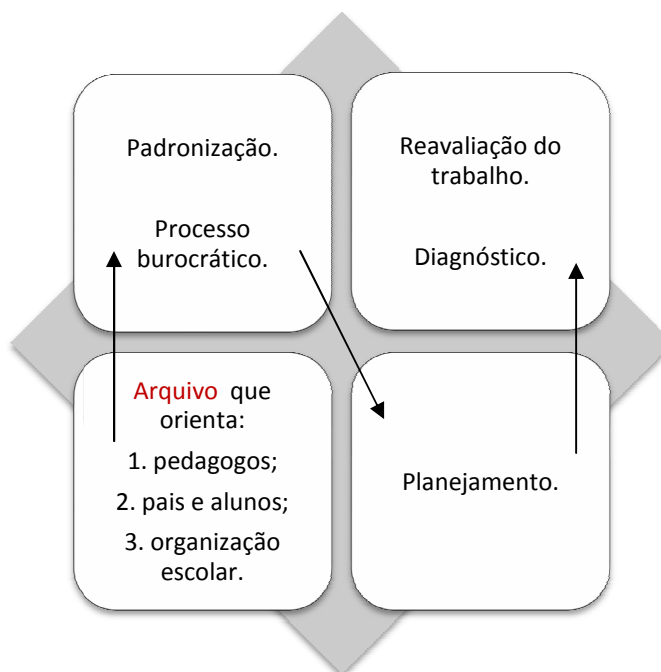 Padronização.
Processo
burocrático.
Reavaliação do
trabalho.
Diagnóstico.
Arquivo que
orienta:
1. pedagogos;
2. pais e alunos;
3. organização
escolar.
Planejamento.